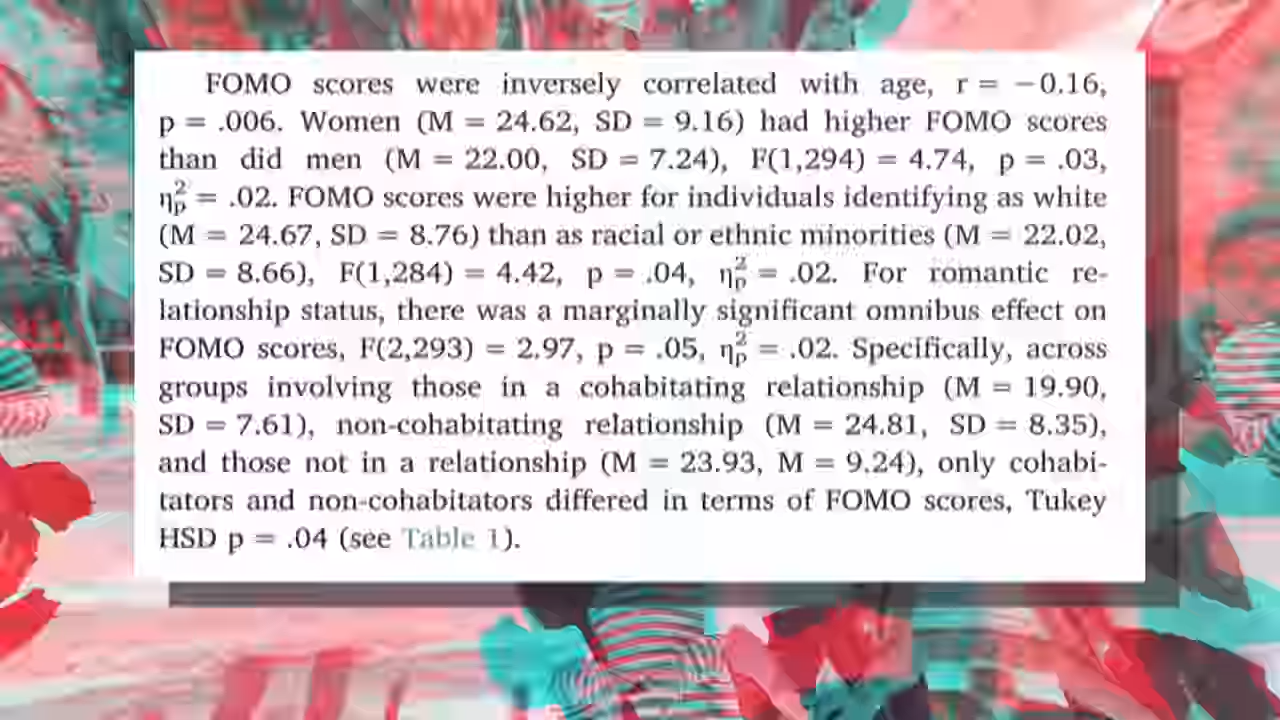 FOMO scores were inversely correlated with age, r = −0.16,
p = .006. Women (M = 24.62, SD = 9.16) had higher FOMO scores
than did men (M = 22.00, SD = 7.24), F(1,294) = 4.74, p = .03,
η²ₚ = .02. FOMO scores were higher for individuals identifying as white
(M = 24.67, SD = 8.76) than as racial or ethnic minorities (M = 22.02,
SD = 8.66), F(1,284) = 4.42, p = .04, η²ₚ = .02. For romantic re-
lationship status, there was a marginally significant omnibus effect on
FOMO scores, F(2,293) = 2.97, p = .05, η²ₚ = .02. Specifically, across
groups involving those in a cohabitating relationship (M = 19.90,
SD = 7.61), non-cohabitating relationship (M = 24.81, SD = 8.35),
and those not in a relationship (M = 23.93, M = 9.24), only cohabi-
tators and non-cohabitators differed in terms of FOMO scores, Tukey
HSD p = .04 (see Table 1).